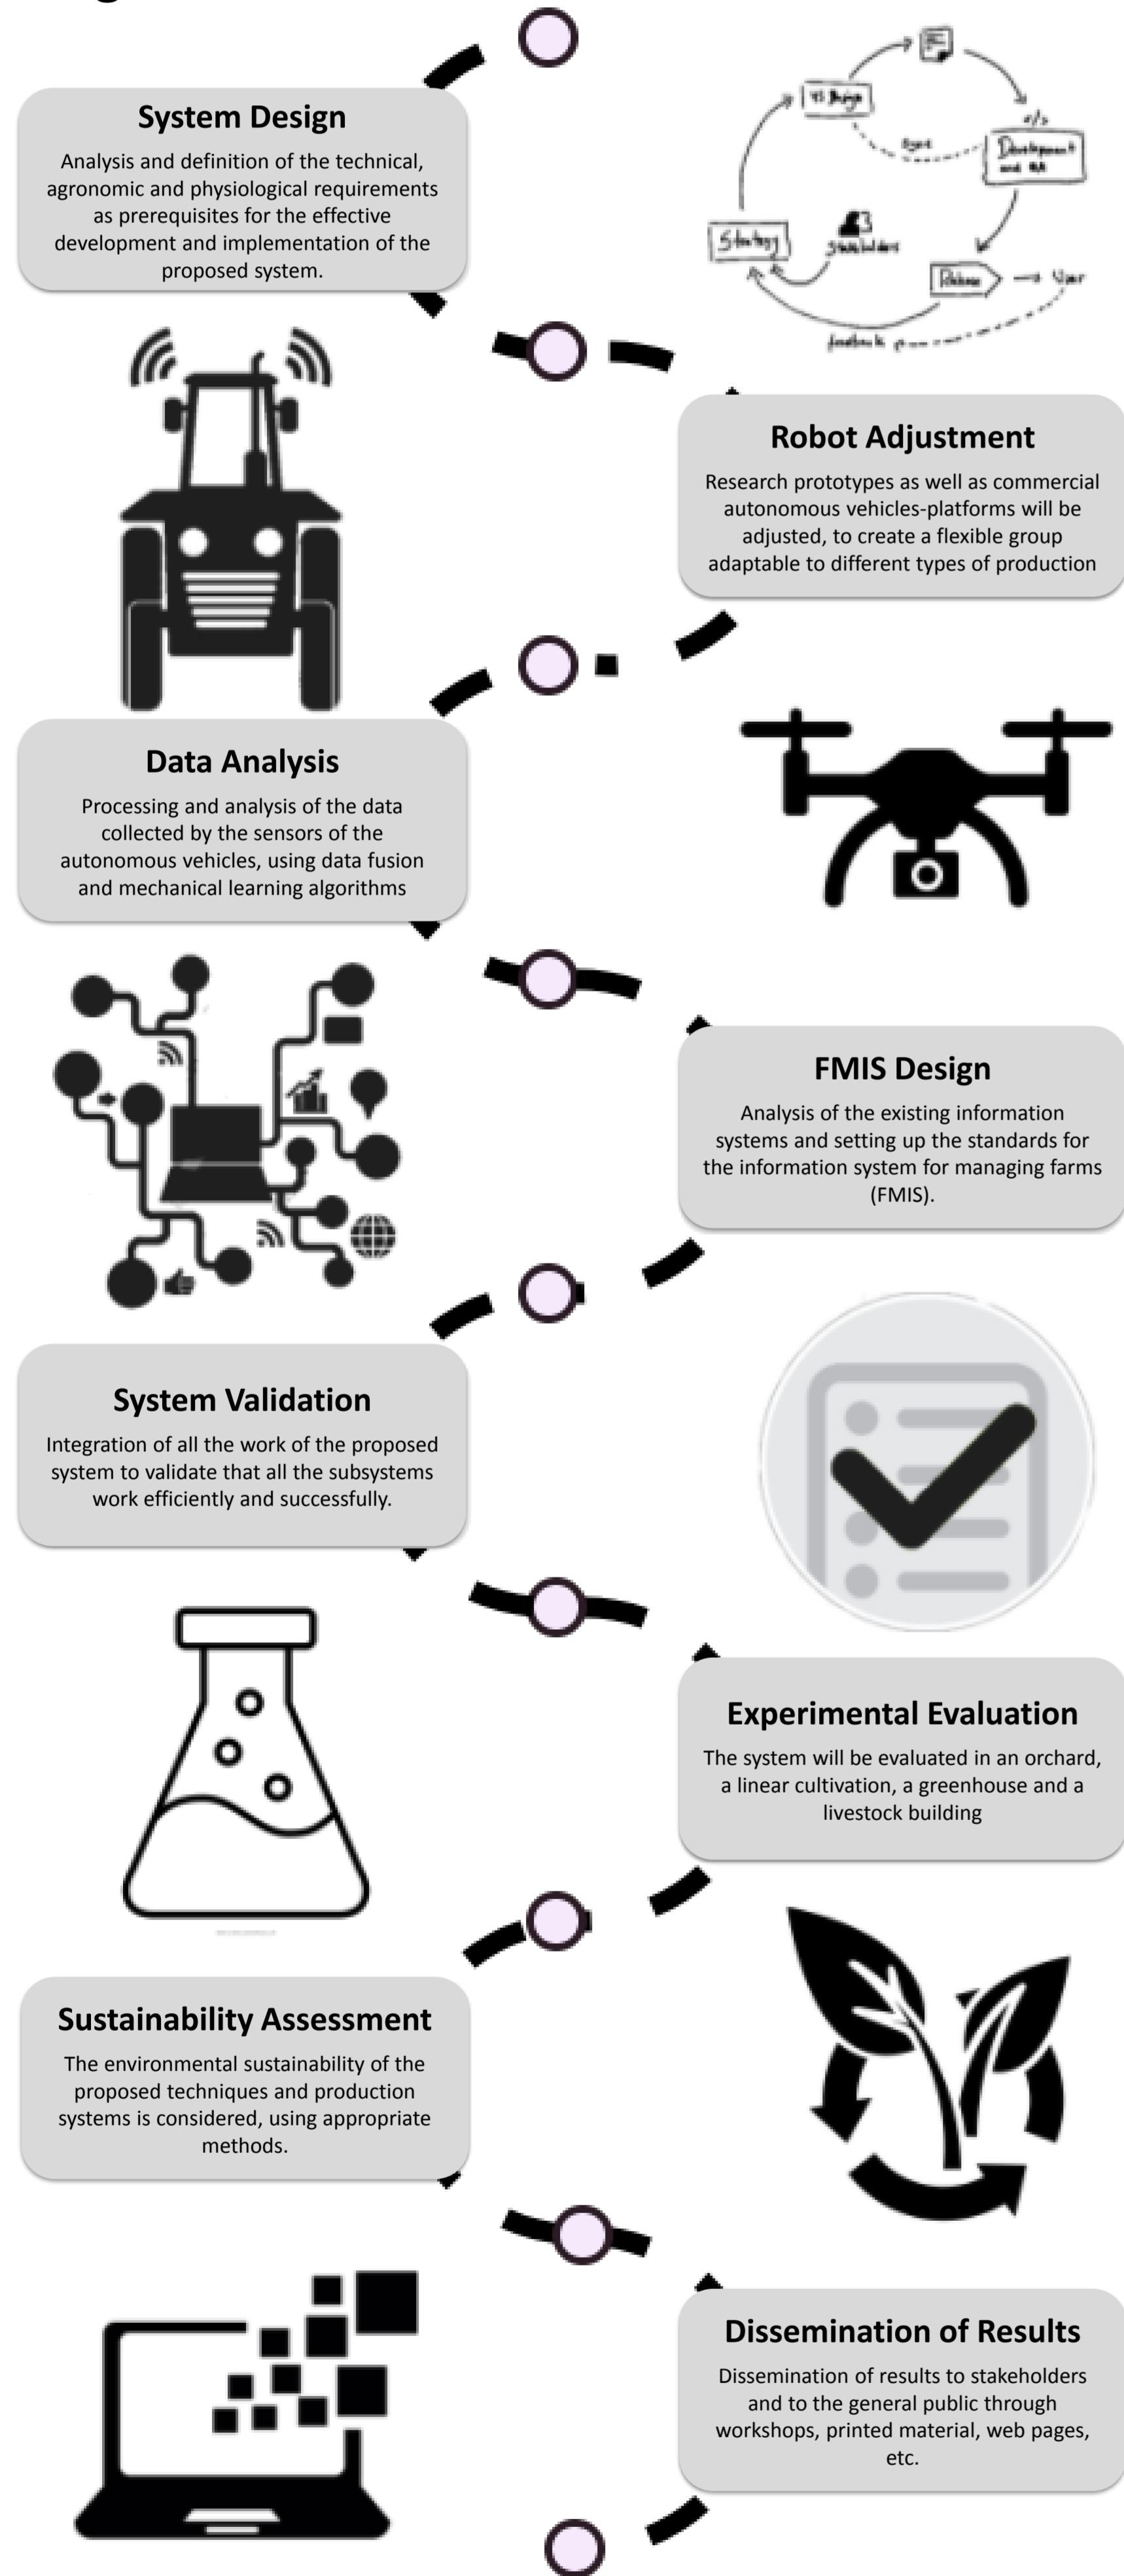 System Design
Analysis and definition of the technical,
agronomic and physiological requirements
as prerequisites for the effective
development and implementation of the
proposed system.
Strategy
Development
feedback
User
Robot Adjustment
Research prototypes as well as commercial
autonomous vehicles-platforms will be
adjusted, to create a flexible group
adaptable to different types of production
Data Analysis
Processing and analysis of the data
collected by the sensors of the
autonomous vehicles, using data fusion
and mechanical learning algorithms
FMIS Design
Analysis of the existing information
systems and setting up the standards for
the information system for managing farms
(FMIS).
System Validation
Integration of all the work of the proposed
system to validate that all the subsystems
work efficiently and successfully.
Experimental Evaluation
The system will be evaluated in an orchard,
a linear cultivation, a greenhouse and a
livestock building
Sustainability Assessment
The environmental sustainability of the
proposed techniques and production
systems is considered, using appropriate
methods.
Dissemination of Results
Dissemination of results to stakeholders
and to the general public through
workshops, printed material, web pages,
etc.